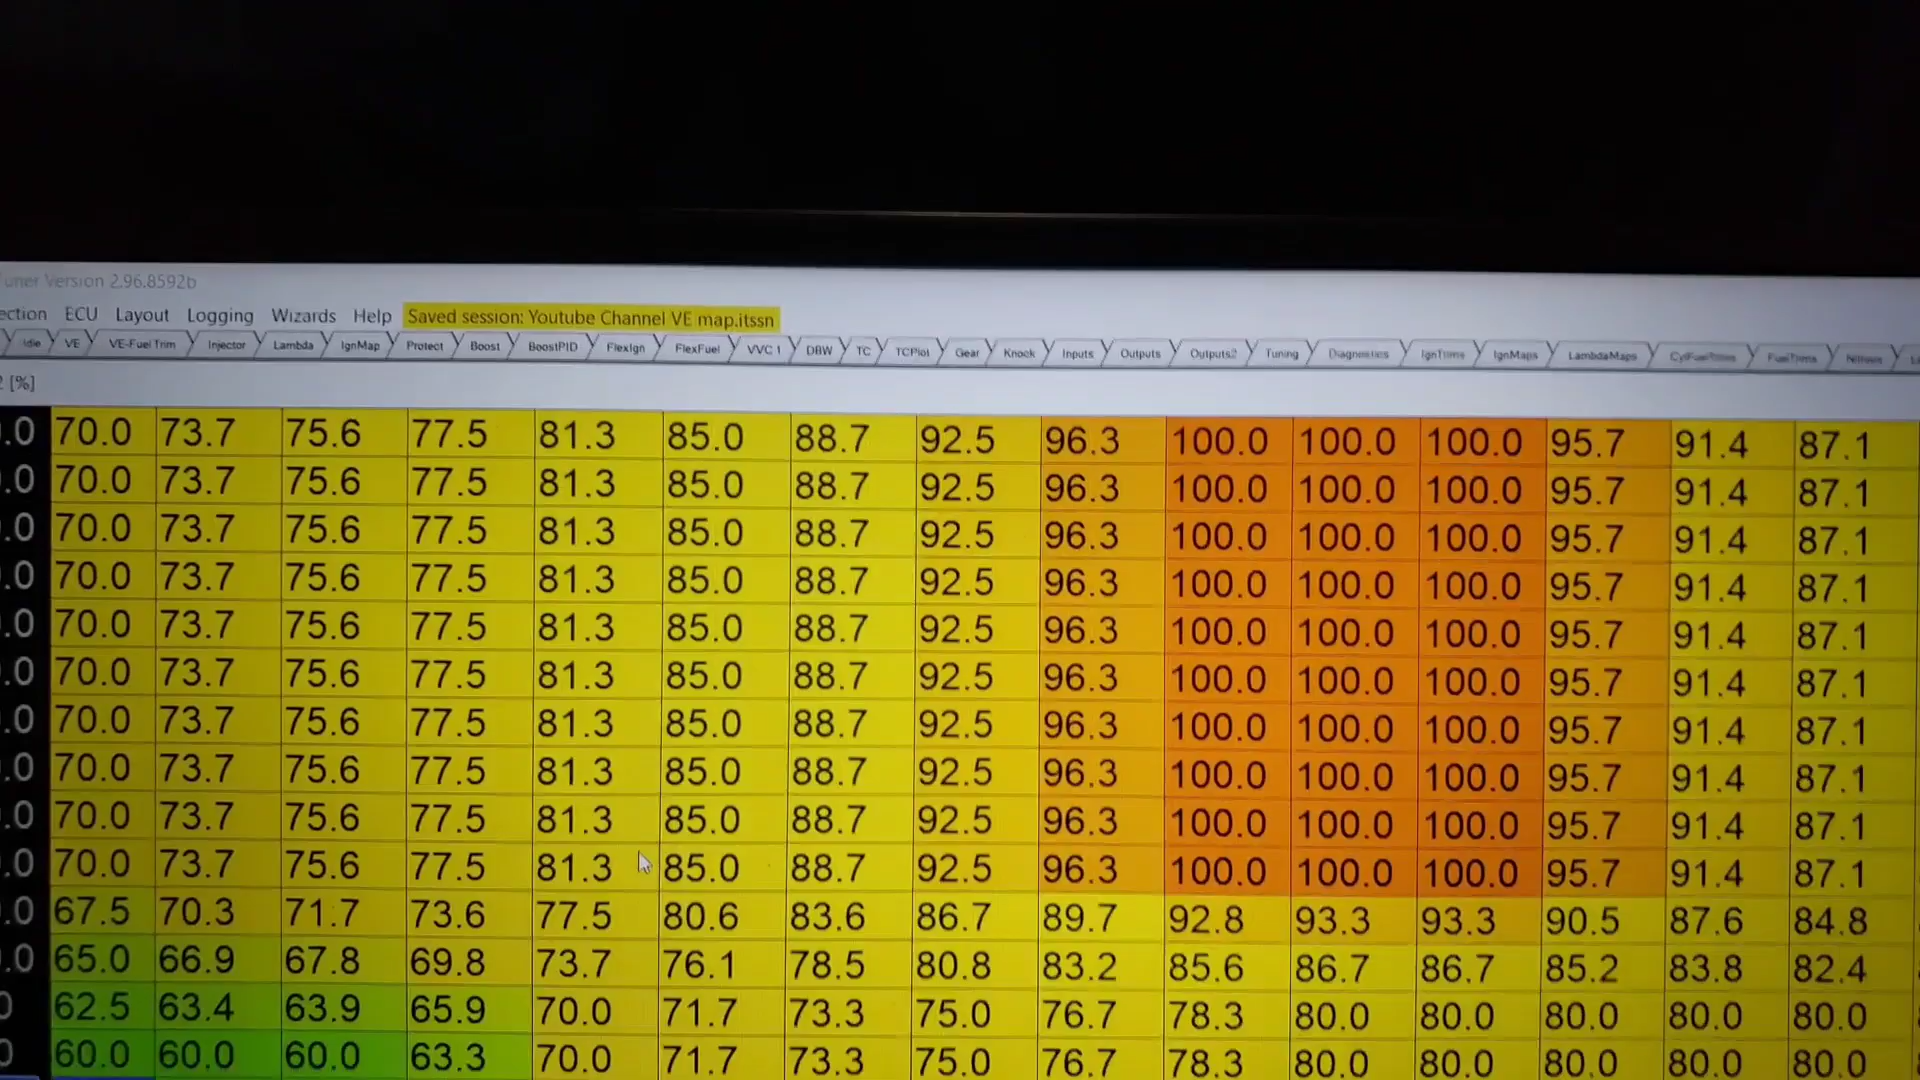 uner Version 2.96.8592b
ection ECU Layout Logging Wizards Help Saved session: Youtube Channel VE map.itssn
Idle VE VE-Fuel Trim Injector Lambda IgnMap Protect Boost BoostPID FlexIgn FlexFuel VVC 1 DBW TC TCPlot Gear Knock Inputs Outputs Outputs2 Tuning Diagnostics IgnTrims IgnMaps LambdaMaps CylFuelTrims FuelTrims
2 [%]
.0 70.0 73.7 75.6 77.5 81.3 85.0 88.7 92.5 96.3 100.0 100.0 100.0 95.7 91.4 87.1
.0 70.0 73.7 75.6 77.5 81.3 85.0 88.7 92.5 96.3 100.0 100.0 100.0 95.7 91.4 87.1
.0 70.0 73.7 75.6 77.5 81.3 85.0 88.7 92.5 96.3 100.0 100.0 100.0 95.7 91.4 87.1
.0 70.0 73.7 75.6 77.5 81.3 85.0 88.7 92.5 96.3 100.0 100.0 100.0 95.7 91.4 87.1
.0 70.0 73.7 75.6 77.5 81.3 85.0 88.7 92.5 96.3 100.0 100.0 100.0 95.7 91.4 87.1
.0 70.0 73.7 75.6 77.5 81.3 85.0 88.7 92.5 96.3 100.0 100.0 100.0 95.7 91.4 87.1
.0 70.0 73.7 75.6 77.5 81.3 85.0 88.7 92.5 96.3 100.0 100.0 100.0 95.7 91.4 87.1
.0 70.0 73.7 75.6 77.5 81.3 85.0 88.7 92.5 96.3 100.0 100.0 100.0 95.7 91.4 87.1
.0 70.0 73.7 75.6 77.5 81.3 85.0 88.7 92.5 96.3 100.0 100.0 100.0 95.7 91.4 87.1
.0 70.0 73.7 75.6 77.5 81.3 85.0 88.7 92.5 96.3 100.0 100.0 100.0 95.7 91.4 87.1
.0 67.5 70.3 71.7 73.6 77.5 80.6 83.6 86.7 89.7 92.8 93.3 93.3 90.5 87.6 84.8
.0 65.0 66.9 67.8 69.8 73.7 76.1 78.5 80.8 83.2 85.6 86.7 86.7 85.2 83.8 82.4
0 62.5 63.4 63.9 65.9 70.0 71.7 73.3 75.0 76.7 78.3 80.0 80.0 80.0 80.0 80.0
0 60.0 60.0 60.0 63.3 70.0 71.7 73.3 75.0 76.7 78.3 80.0 80.0 80.0 80.0 80.0